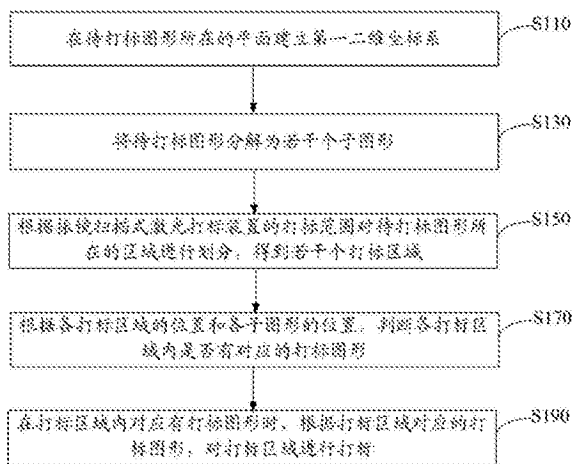 在待打标图形所在的平面建立第一二维坐标系
S110
将待打标图形分解为若干个子图形
S130
根据振镜扫描式激光打标装置的打标范围对待打标图形所
在的区域进行划分，得到若干个打标区域
S150
根据各打标区域的位置和各子图形的位置，判断各打标区
域内是否有对应的打标图形
S170
在打标区域内对应有打标图形时，根据打标区域对应的打
标图形，对打标区域进行打标
S190